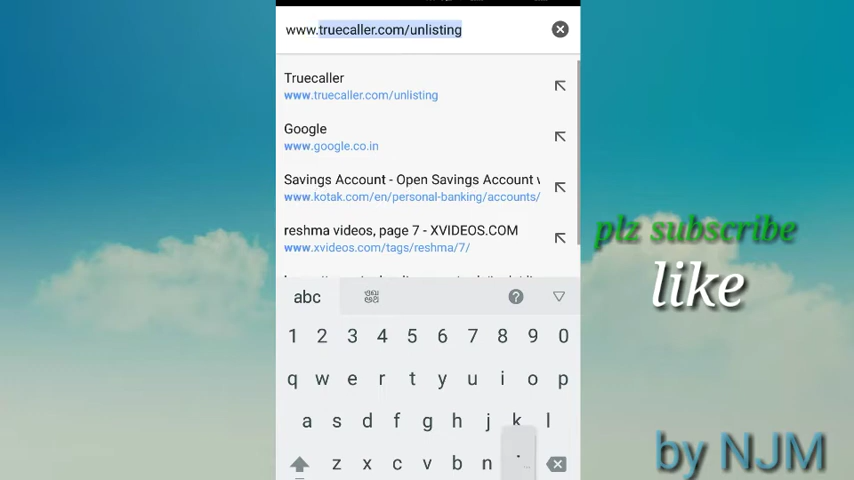 www.truecaller.com/unlisting
Truecaller
www.truecaller.com/unlisting
Google
www.google.co.in
Savings Account - Open Savings Account
www.kotak.com/en/personal-banking/accounts/
reshma videos, page 7 - XVIDEOS.COM
www.xvideos.com/tags/reshma/7/
plz subscribe
like
abc
?
1 2 3 4 5 6 7 8 9 0
q w e r t y u i o p
a s d f g h j k l
z x c v b n .
by NJM